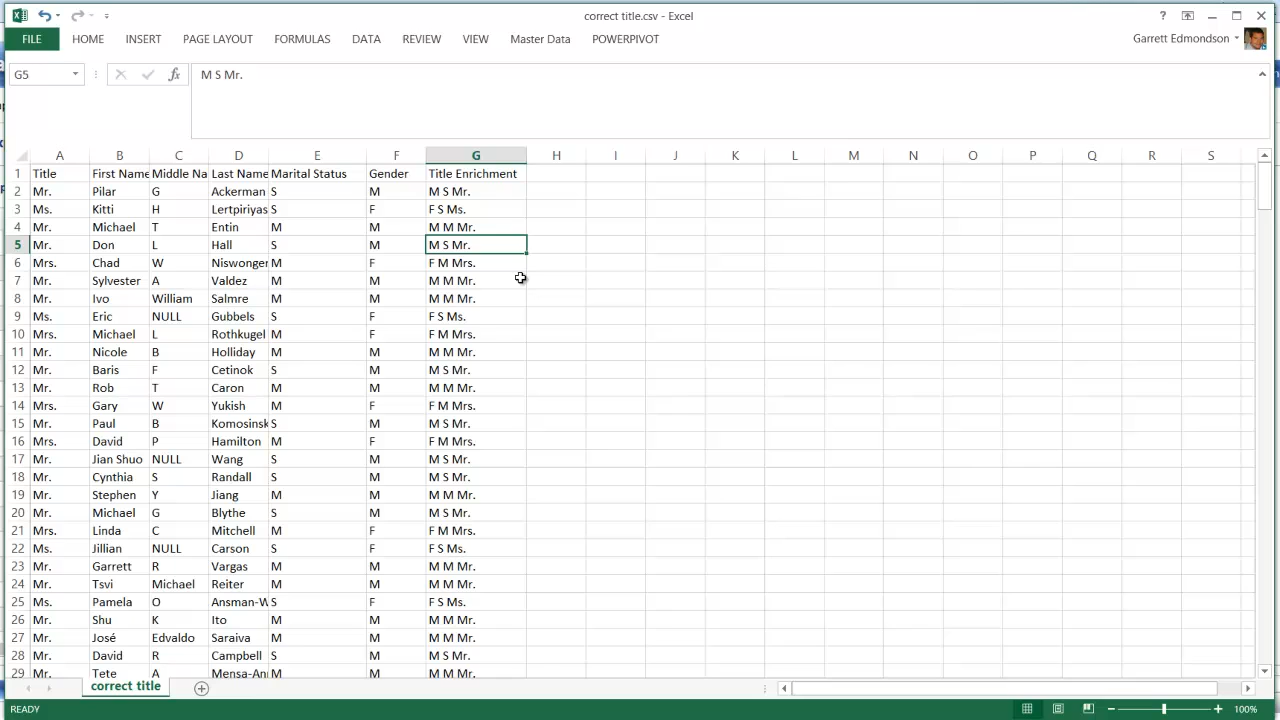 correct title.csv - Excel
FILE HOME INSERT PAGE LAYOUT FORMULAS DATA REVIEW VIEW Master Data POWERPIVOT Garrett Edmondson
G5 fx M S Mr.
A B C D E F G H I J K L M N O P Q R S
1 Title First Name Middle Na Last Name Marital Status Gender Title Enrichment
2 Mr. Pilar G Ackerman S M M S Mr.
3 Ms. Kitti H Lertpiriyas S F F S Ms.
4 Mr. Michael T Entin M M M M Mr.
5 Mr. Don L Hall S M M S Mr.
6 Mrs. Chad W Niswonger M F F M Mrs.
7 Mr. Sylvester A Valdez M M M M Mr.
8 Mr. Ivo William Salmre M M M M Mr.
9 Ms. Eric NULL Gubbels S F F S Ms.
10 Mrs. Michael L Rothkugel M F F M Mrs.
11 Mr. Nicole B Holliday M M M M Mr.
12 Mr. Baris F Cetinok S M M S Mr.
13 Mr. Rob T Caron M M M M Mr.
14 Mrs. Gary W Yukish M F F M Mrs.
15 Mr. Paul B Komosinsk S M M S Mr.
16 Mrs. David P Hamilton M F F M Mrs.
17 Mr. Jian Shuo NULL Wang S M M S Mr.
18 Mr. Cynthia S Randall S M M S Mr.
19 Mr. Stephen Y Jiang M M M M Mr.
20 Mr. Michael G Blythe S M M S Mr.
21 Mrs. Linda C Mitchell M F F M Mrs.
22 Ms. Jillian NULL Carson S F F S Ms.
23 Mr. Garrett R Vargas M M M M Mr.
24 Mr. Tsvi Michael Reiter M M M M Mr.
25 Ms. Pamela O Ansman-W S F F S Ms.
26 Mr. Shu K Ito M M M M Mr.
27 Mr. José Edvaldo Saraiva M M M M Mr.
28 Mr. David R Campbell S M M S Mr.
29 Mr. Tete A Mensa-An M M M M Mr.
correct title
READY 100%